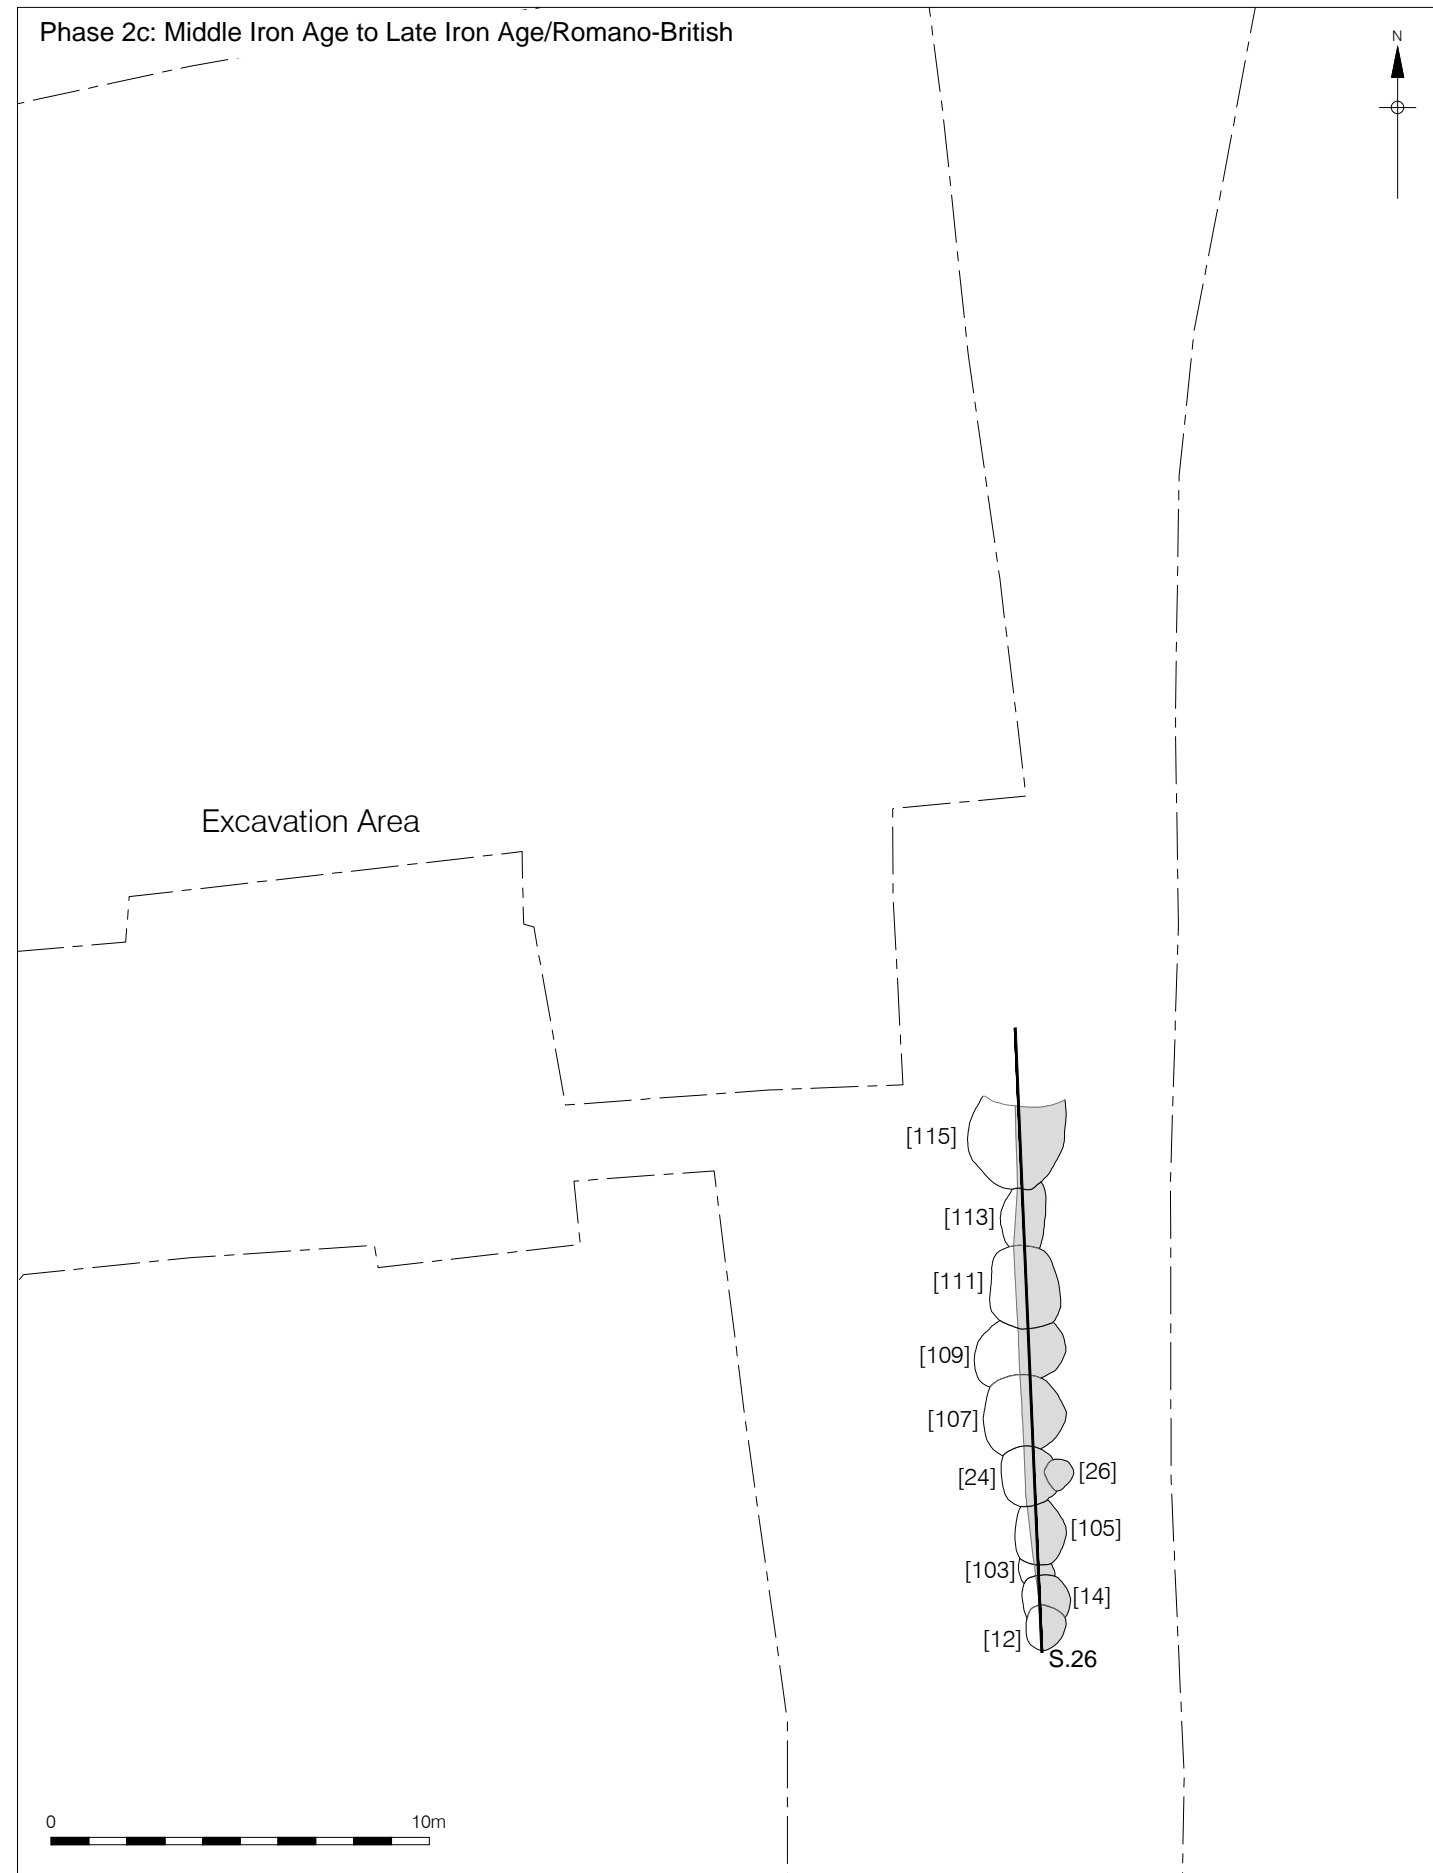 Phase 2c: Middle Iron Age to Late Iron Age/Romano-British
N
Excavation Area
[115]
[113]
[111]
[109]
[107]
[24]
[26]
[105]
[103]
[14]
[12]
S.26
0 10m